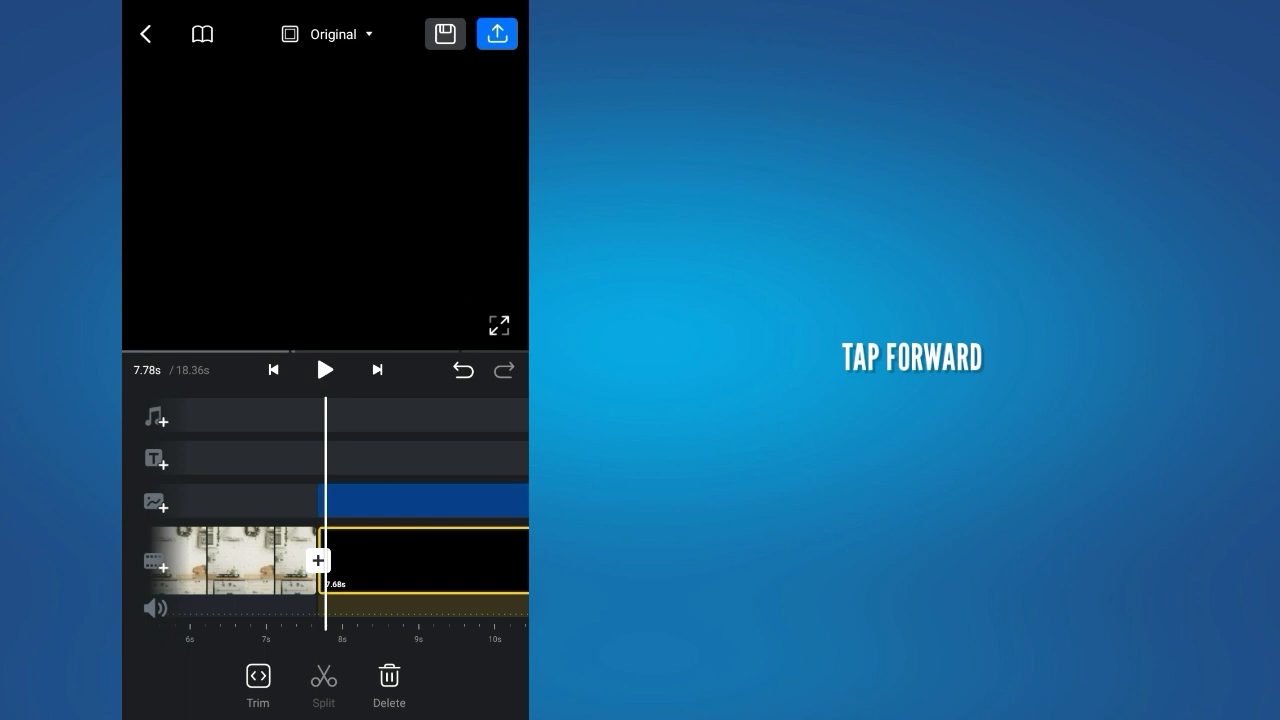 Original
7.78s / 18.36s
TAP FORWARD
T
7.68s
6s 7s 8s 9s 10s
Trim Split Delete